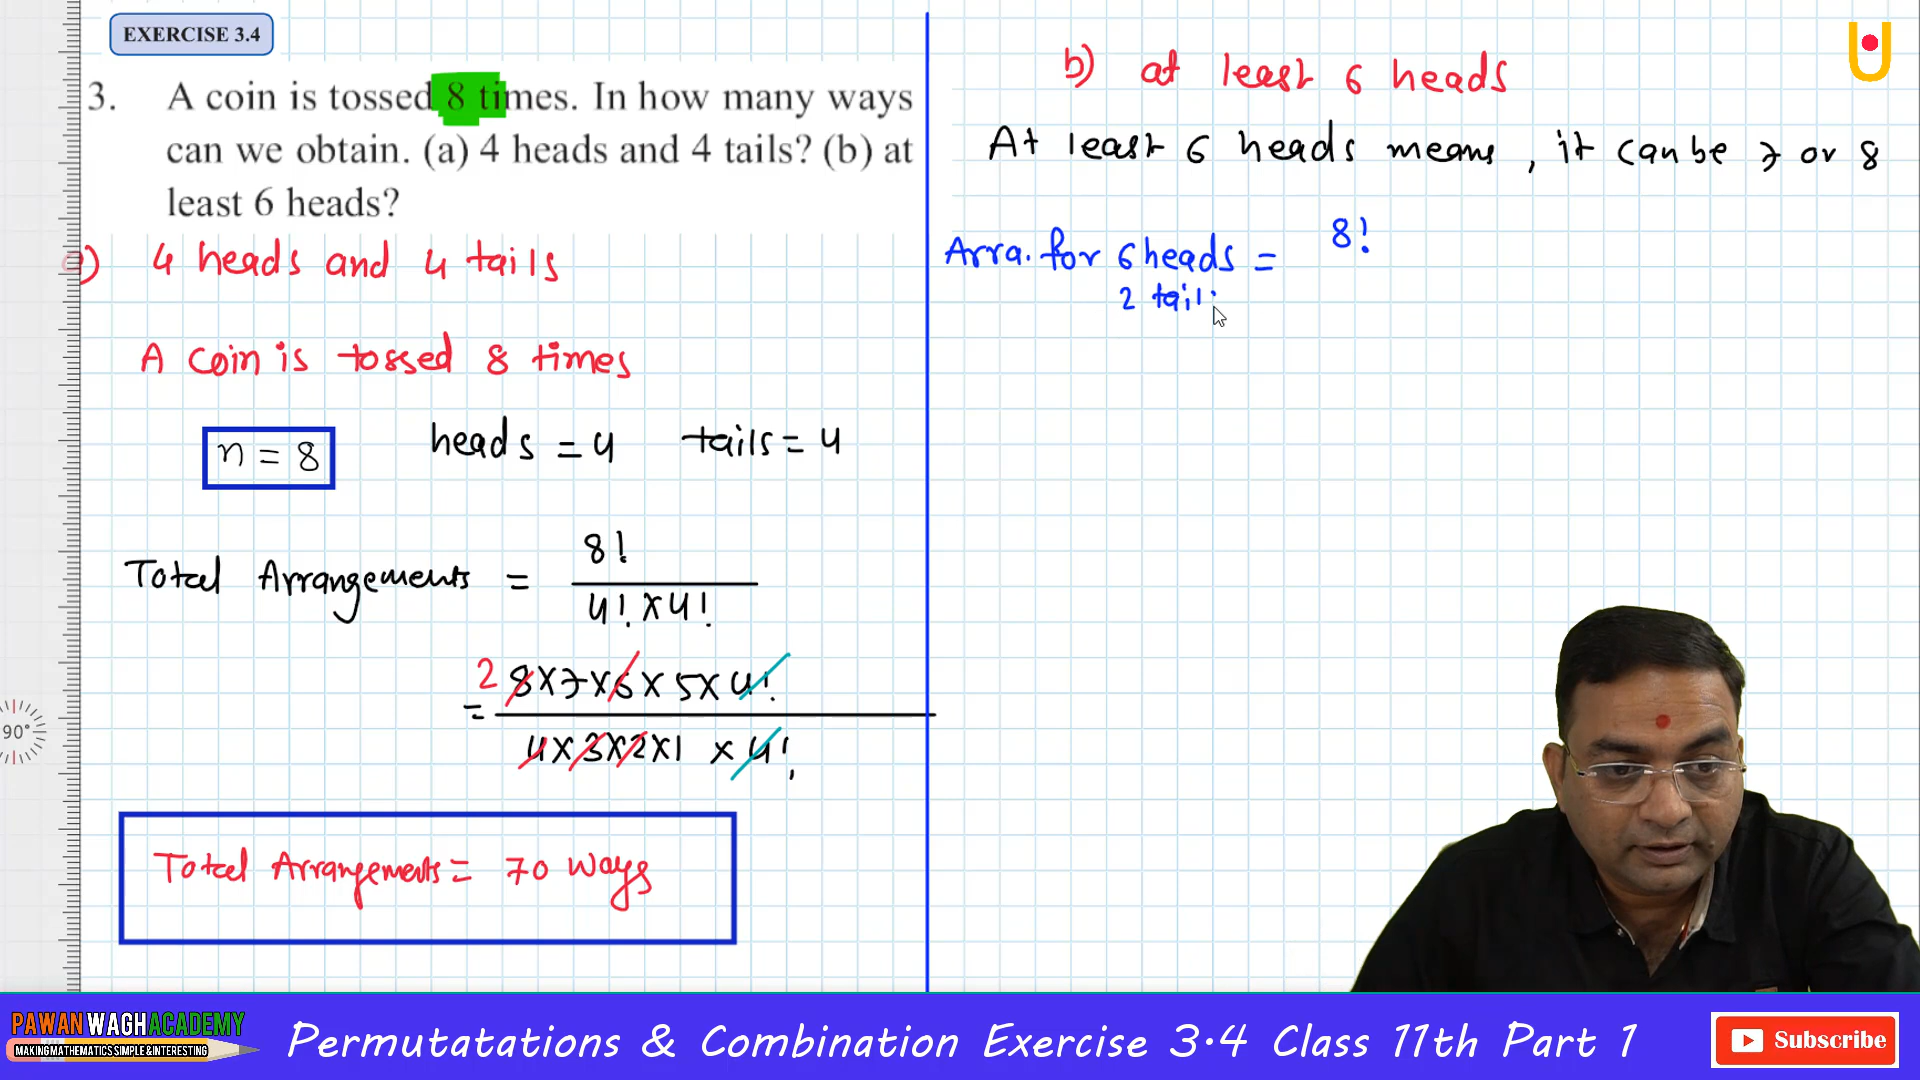 EXERCISE 3.4
3. A coin is tossed 8 times. In how many ways
can we obtain. (a) 4 heads and 4 tails? (b) at
least 6 heads?
a) 4 heads and 4 tails
A coin is tossed 8 times
n = 8 heads = 4 tails = 4
Total Arrangements = 8! / 4! x 4!
2
= 8x7x6x5x4! / 4x3x2x1 x 4!
Total Arrangements = 70 ways
b) at least 6 heads
At least 6 heads means, it can be 7 or 8
Arra. for 6 heads = 8!
2 tail
90°
PAWAN WAGH ACADEMY
MAKING MATHEMATICS SIMPLE & INTERESTING
Permutatations & Combination Exercise 3.4 Class 11th Part 1
Subscribe